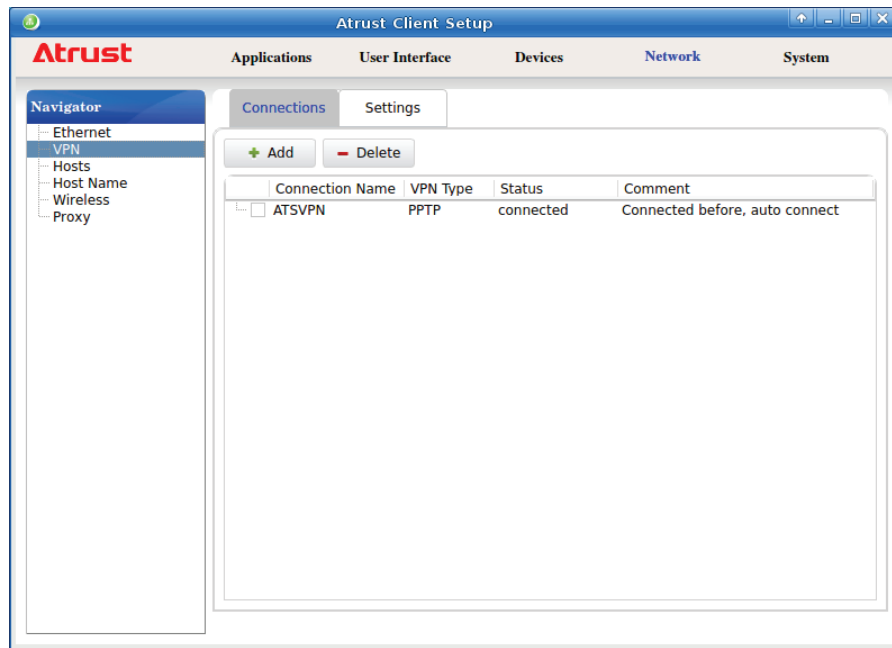 Atrust Client Setup
Atrust
Applications User Interface Devices Network System
Navigator
Ethernet
VPN
Hosts
Host Name
Wireless
Proxy
Connections Settings
+ Add - Delete
Connection Name VPN Type Status Comment
ATSVPN PPTP connected Connected before, auto connect